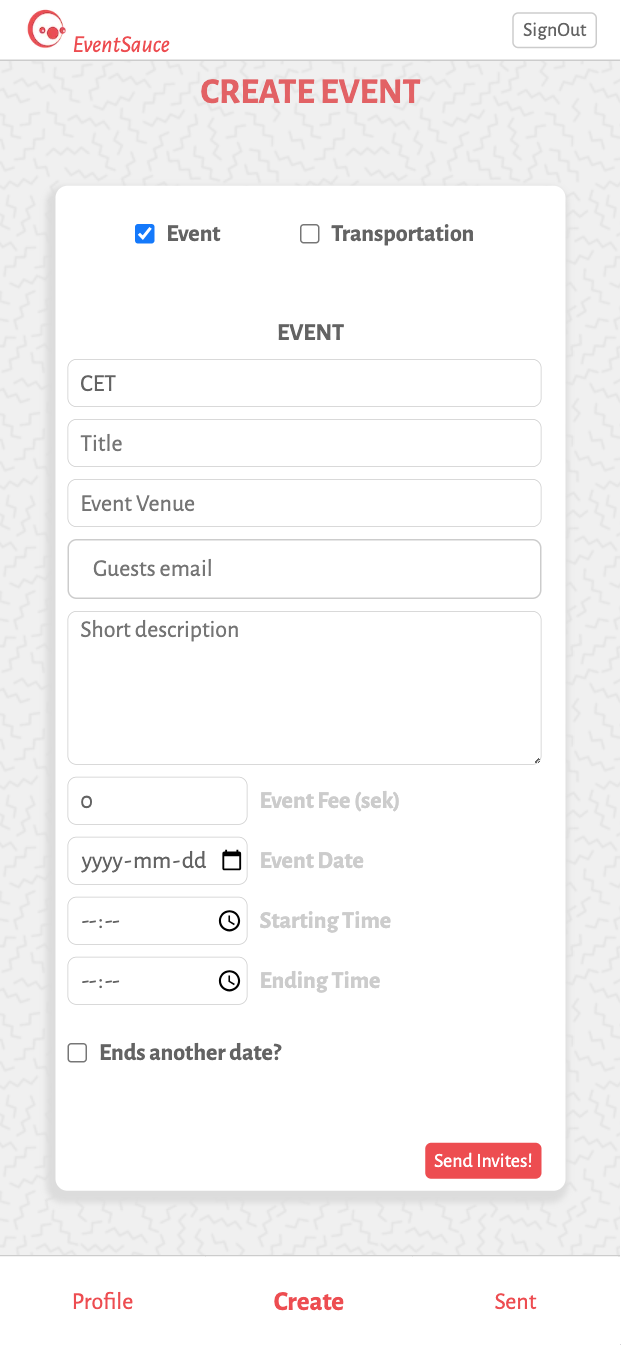 EventSauce
SignOut
CREATE EVENT
Event
Transportation
EVENT
CET
Title
Event Venue
Guests email
Short description
0 Event Fee (sek)
yyyy-mm-dd Event Date
--:-- Starting Time
--:-- Ending Time
Ends another date?
Send Invites!
Profile
Create
Sent